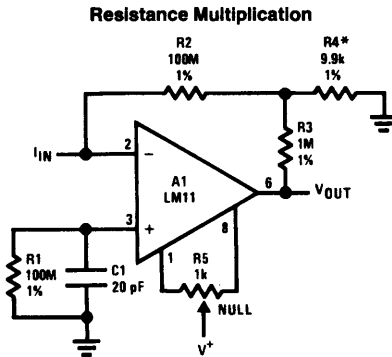 Resistance Multiplication
R2
100M
1%
R4*
9.9k
1%
R3
1M
1%
I_IN
2
−
A1
LM11
6
V_OUT
3
+
8
1
R1
100M
1%
C1
20 pF
R5
1k
NULL
V+